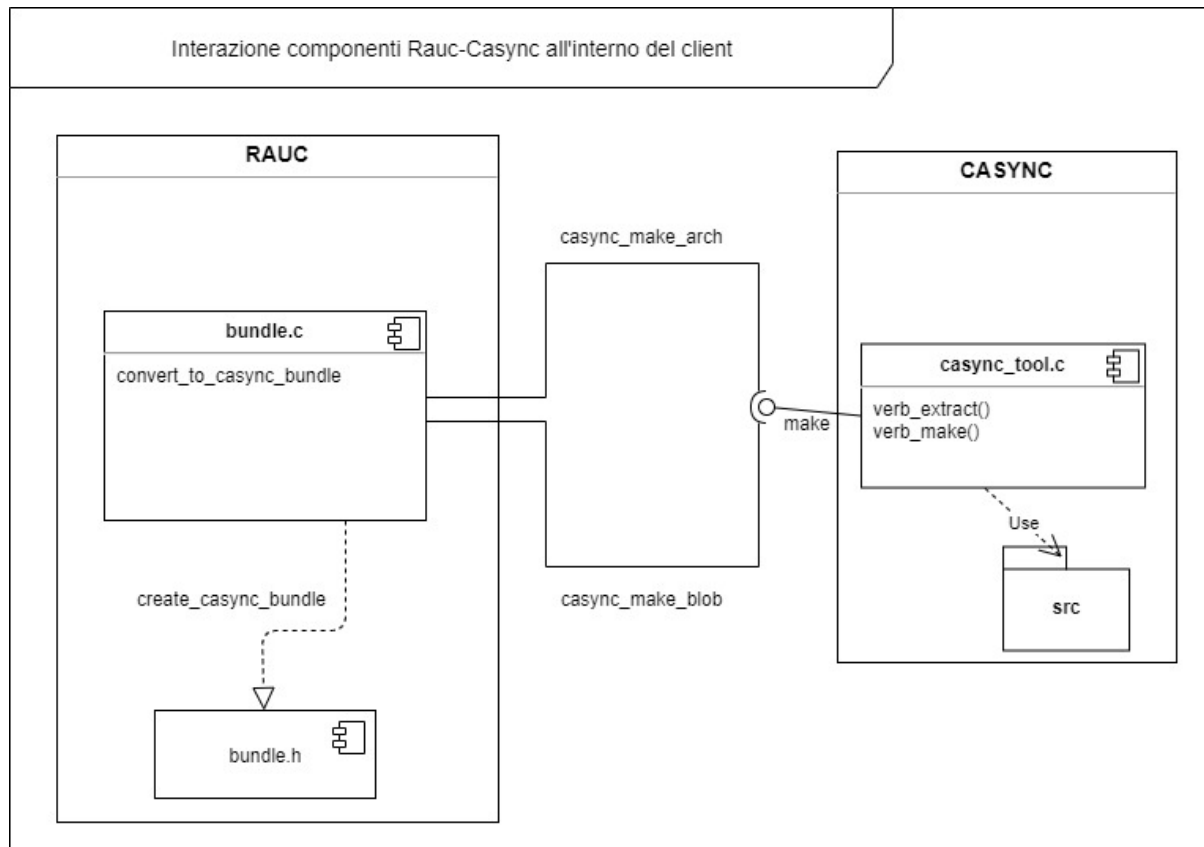 Interazione componenti Rauc-Casync all'interno del client
RAUC
CASYNC
casync_make_arch
bundle.c
convert_to_casync_bundle
casync_tool.c
verb_extract()
verb_make()
make
Use
create_casync_bundle
casync_make_blob
src
bundle.h